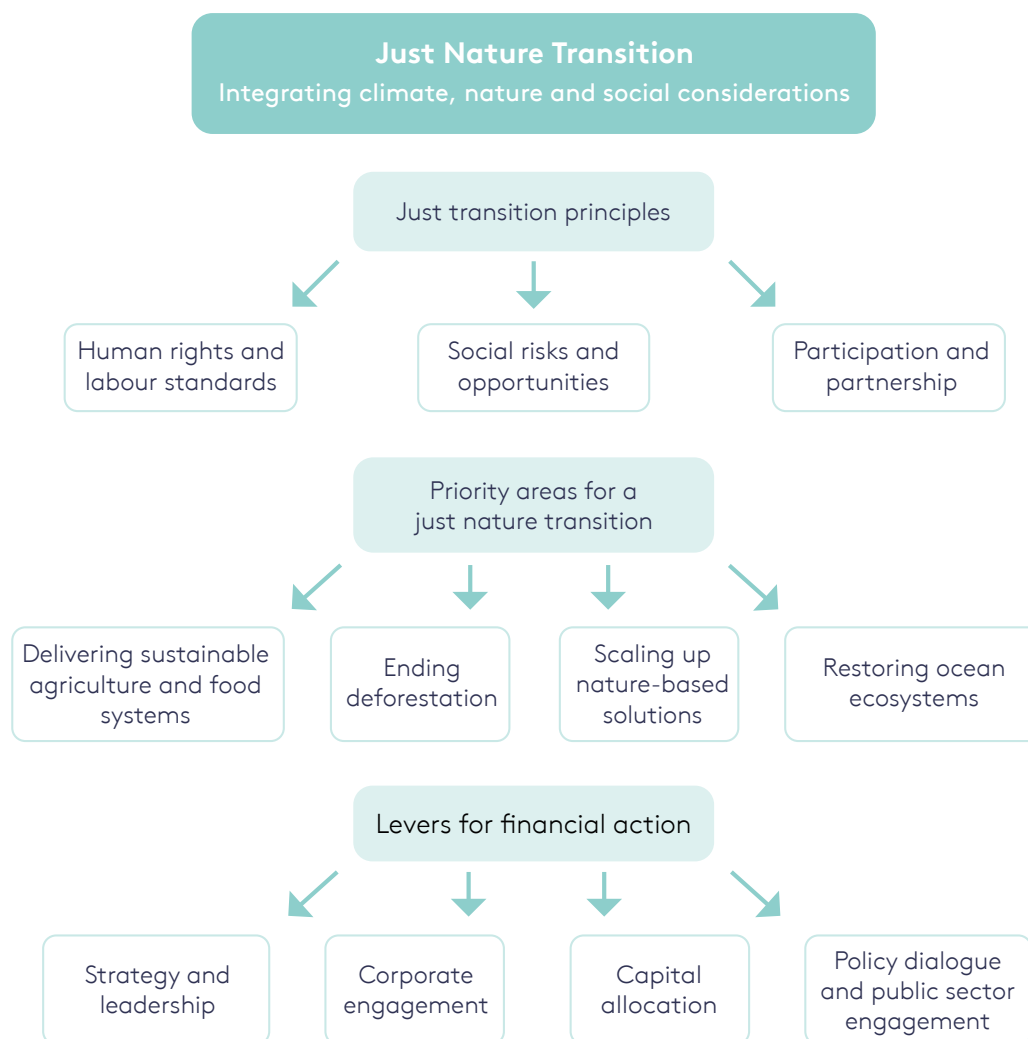 Just Nature Transition
Integrating climate, nature and social considerations
Just transition principles
Human rights and
labour standards
Social risks and
opportunities
Participation and
partnership
Priority areas for a
just nature transition
Delivering sustainable
agriculture and food
systems
Ending
deforestation
Scaling up
nature-based
solutions
Restoring ocean
ecosystems
Levers for financial action
Strategy and
leadership
Corporate
engagement
Capital
allocation
Policy dialogue
and public sector
engagement